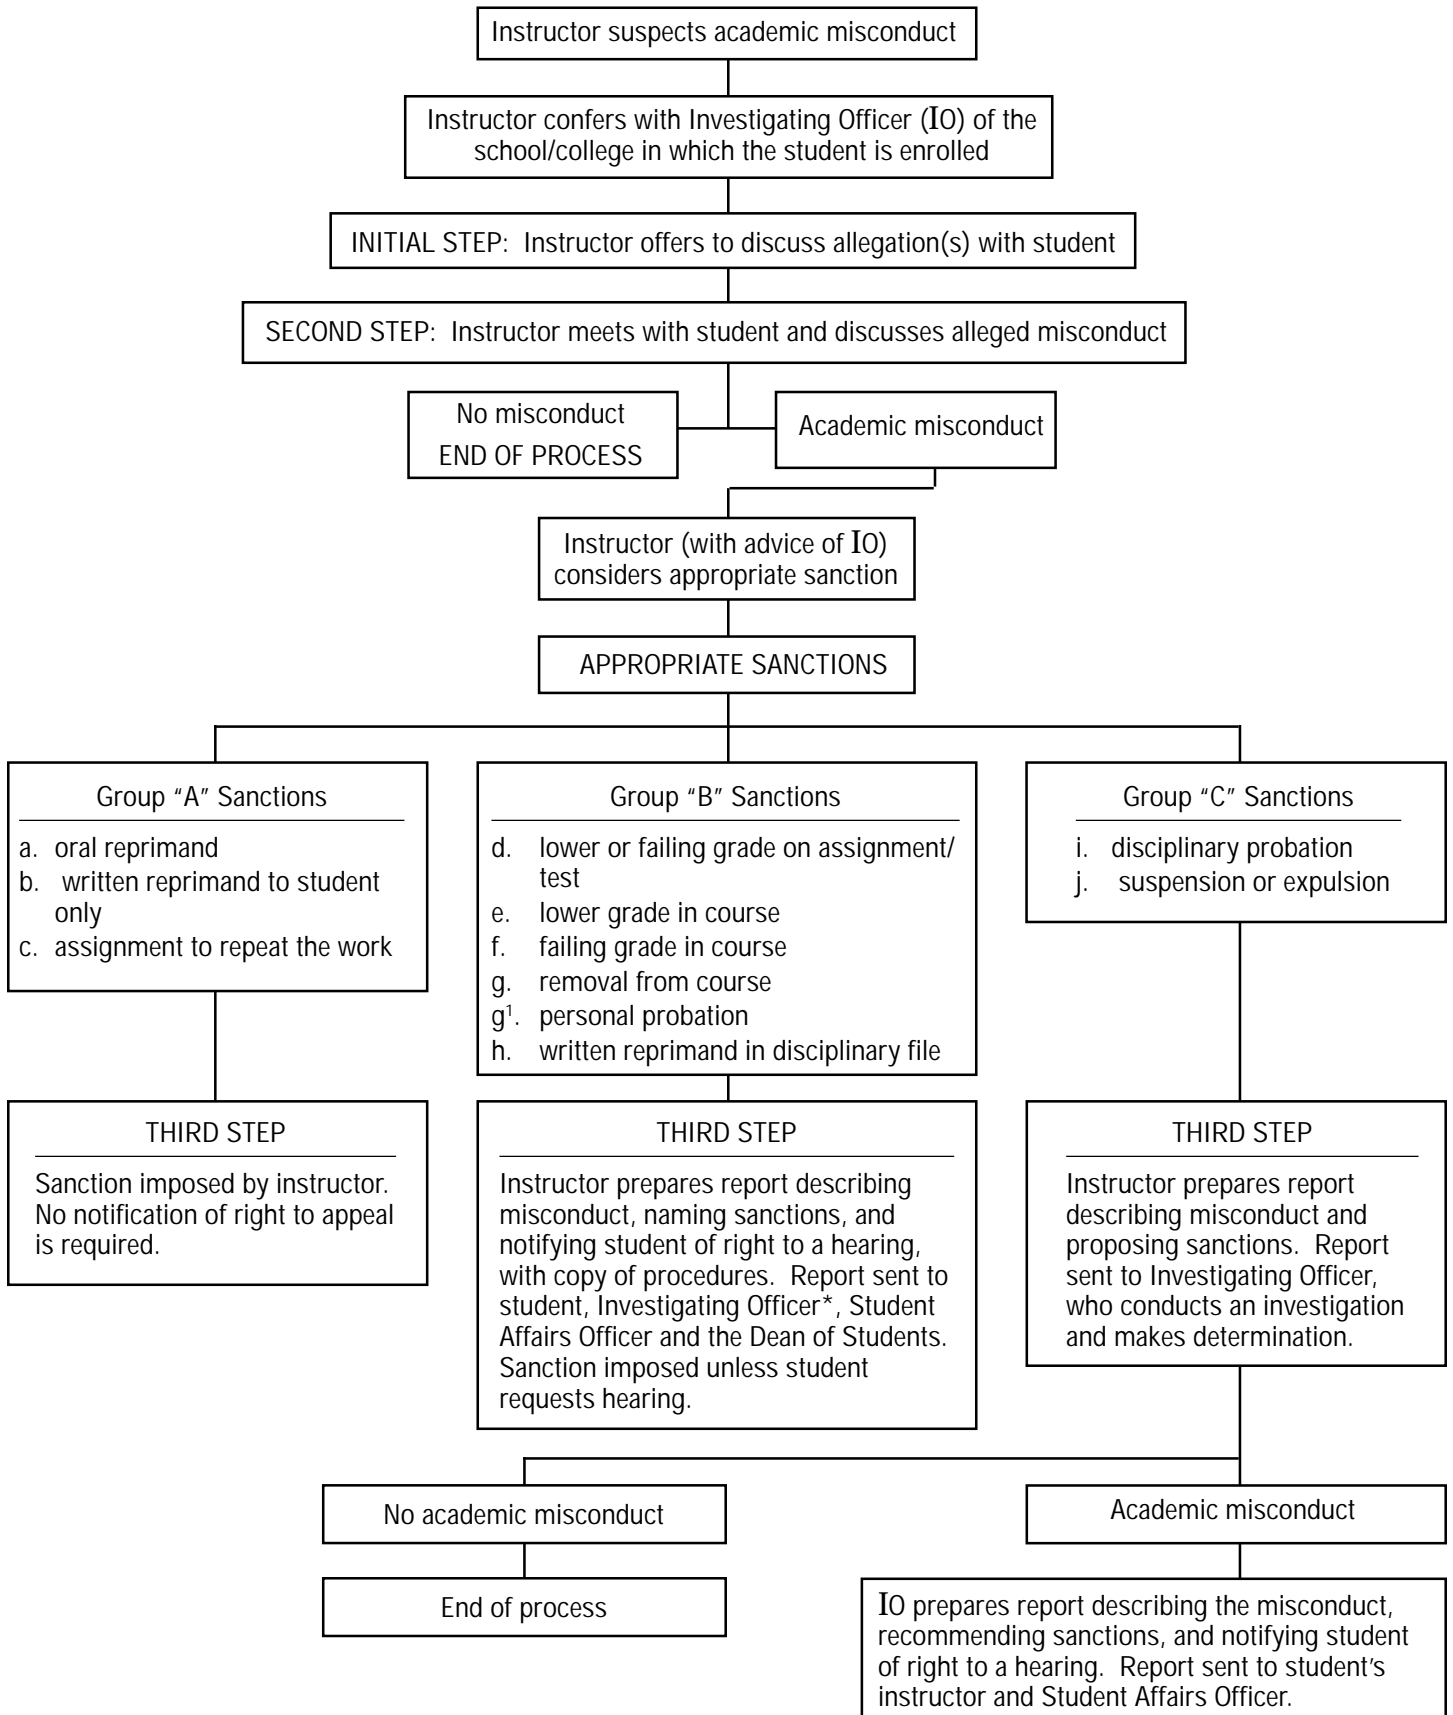 Instructor suspects academic misconduct
Instructor confers with Investigating Officer (IO) of the
school/college in which the student is enrolled
INITIAL STEP:  Instructor offers to discuss allegation(s) with student
SECOND STEP:  Instructor meets with student and discusses alleged misconduct
No misconduct
END OF PROCESS
Academic misconduct
Instructor (with advice of IO)
considers appropriate sanction
APPROPRIATE SANCTIONS
Group “A” Sanctions
a. oral reprimand
b. written reprimand to student
only
c. assignment to repeat the work
Group “B” Sanctions
d. lower or failing grade on assignment/
test
e. lower grade in course
f. failing grade in course
g. removal from course
g¹. personal probation
h. written reprimand in disciplinary file
Group “C” Sanctions
i. disciplinary probation
j. suspension or expulsion
THIRD STEP
Sanction imposed by instructor.
No notification of right to appeal
is required.
THIRD STEP
Instructor prepares report describing
misconduct, naming sanctions, and
notifying student of right to a hearing,
with copy of procedures.  Report sent to
student, Investigating Officer*, Student
Affairs Officer and the Dean of Students.
Sanction imposed unless student
requests hearing.
THIRD STEP
Instructor prepares report
describing misconduct and
proposing sanctions.  Report
sent to Investigating Officer,
who conducts an investigation
and makes determination.
No academic misconduct
End of process
Academic misconduct
IO prepares report describing the misconduct,
recommending sanctions, and notifying student
of right to a hearing.  Report sent to student's
instructor and Student Affairs Officer.